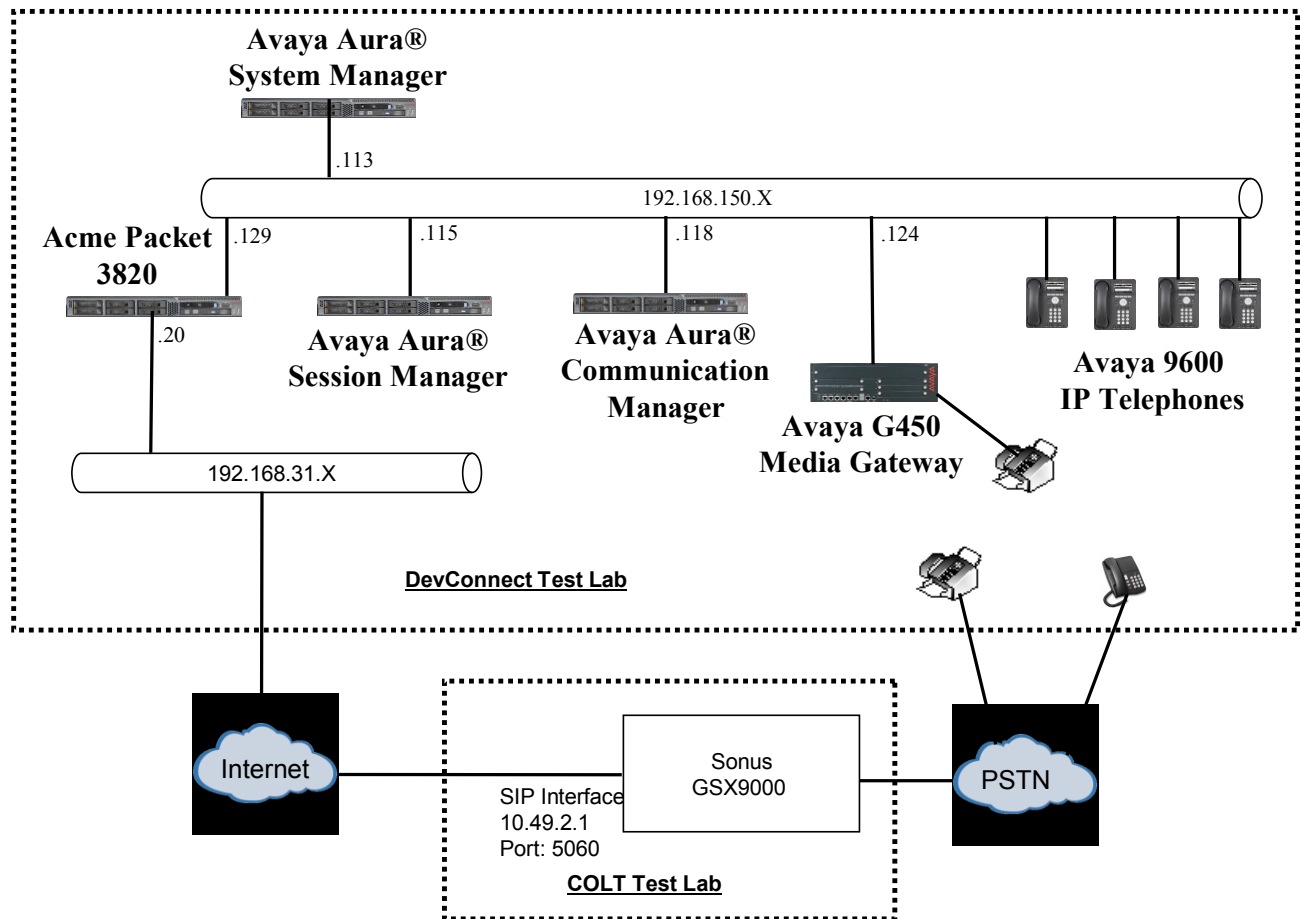 Avaya Aura®
System Manager
.113
192.168.150.X
Acme Packet
3820
.129
.115
.118
.124
.20
Avaya Aura®
Session Manager
Avaya Aura®
Communication
Manager
AVAYA
Avaya G450
Media Gateway
Avaya 9600
IP Telephones
192.168.31.X
DevConnect Test Lab
Internet
SIP Interface
10.49.2.1
Port: 5060
Sonus
GSX9000
PSTN
COLT Test Lab